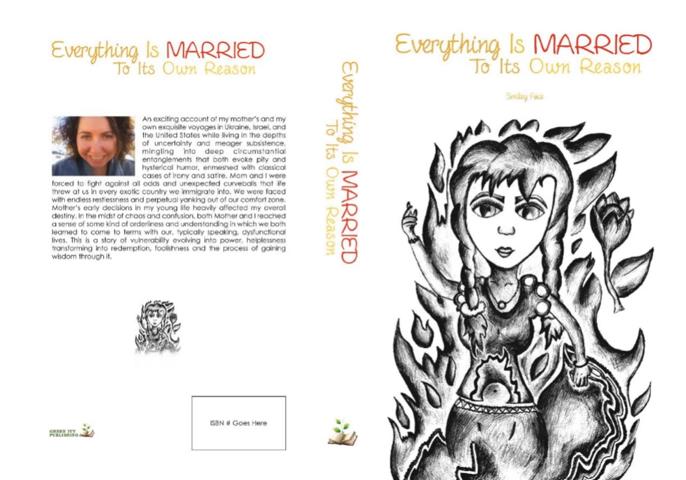 Everything Is MARRIED
To Its Own Reason
An exciting account of my mother's and my
own exquisite voyages in Ukraine, Israel, and
the United States while living in the depths
of uncertainty and meager subsistence,
mingling into deep circumstantial
entanglements that both evoke pity and
hysterical humor, enmeshed with classical
cases of irony and satire. Mom and I were
forced to fight against all odds and unexpected curveballs that life
threw at us in every exotic country we immigrate into. We were faced
with endless restlessness and perpetual yanking out of our comfort zone.
Mother's early decisions in my young life heavily affected my overall
destiny. In the midst of chaos and confusion, both Mother and I reached
a sense of some kind of orderliness and understanding in which we both
learned to come to terms with our, typically speaking, dysfunctional
lives. This is a story of vulnerability evolving into power, helplessness
transforming into redemption, foolishness and the process of gaining
wisdom through it.
GREEN IVY
PUBLISHING
ISBN # Goes Here
Everything Is MARRIED
To Its Own Reason
Everything Is MARRIED
To Its Own Reason
Smiley Face